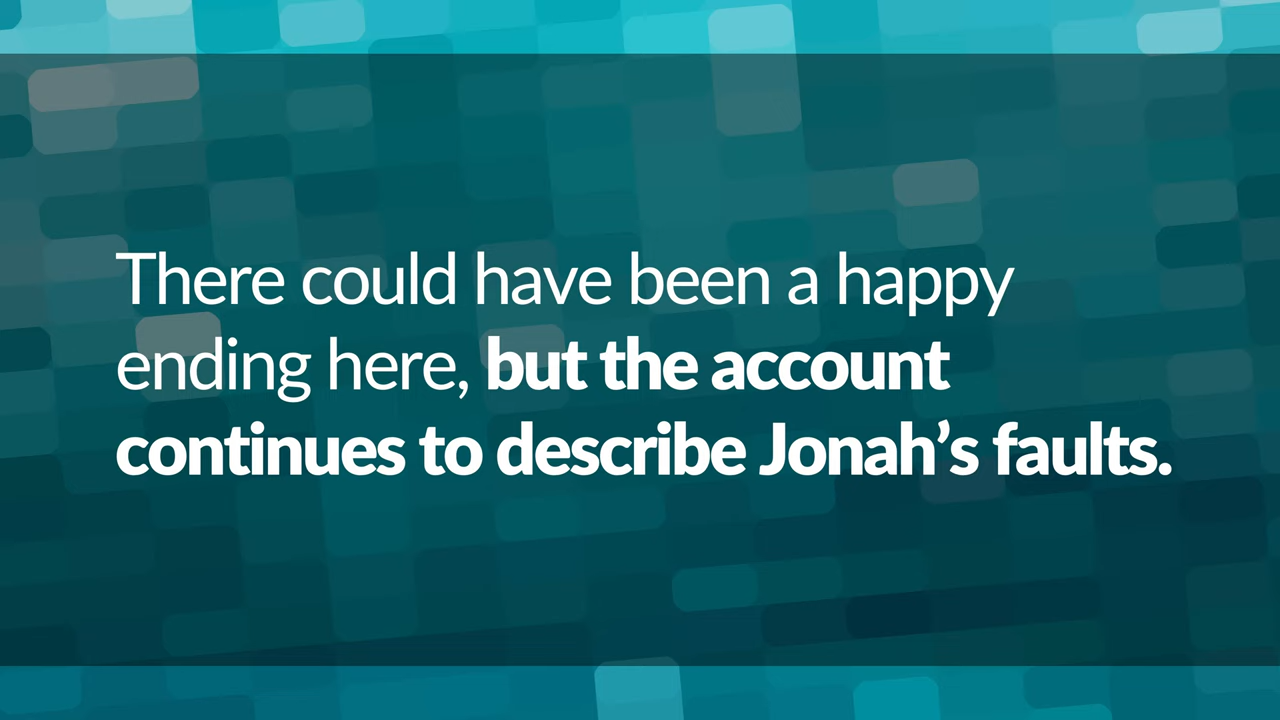 There could have been a happy
ending here, but the account
continues to describe Jonah’s faults.